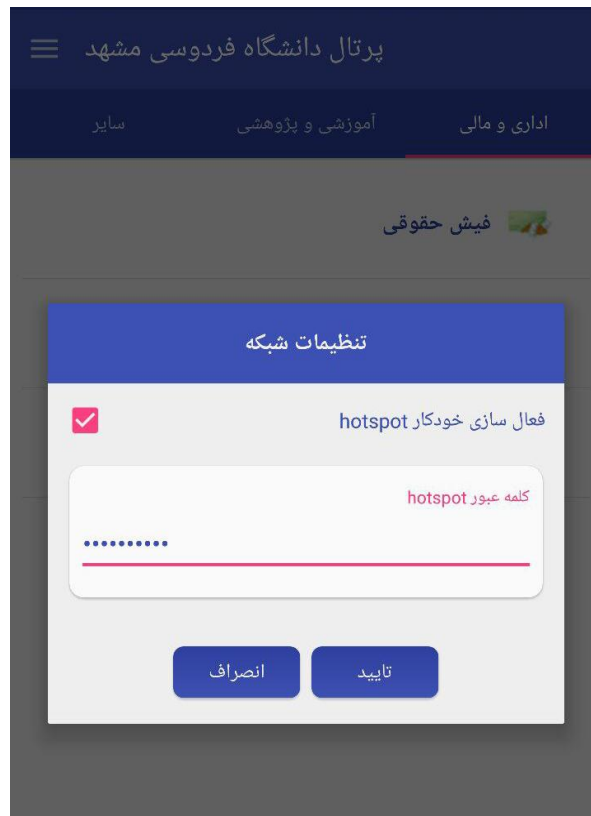 پرتال دانشگاه فردوسی مشهد
اداری و مالی
آموزشی و پژوهشی
سایر
فیش حقوقی
تنظیمات شبکه
فعال سازی خودکار hotspot
کلمه عبور hotspot
••••••••••
تایید
انصراف